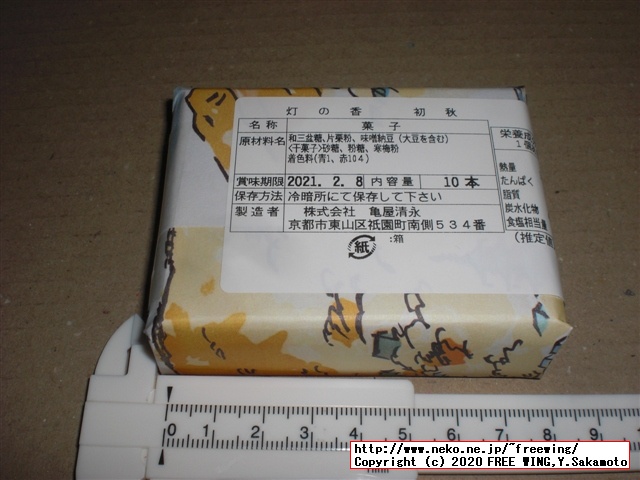 灯の香 初秋
名称 菓子
原材料名 和三盆糖、片栗粉、味噌納豆(大豆を含む)
<干菓子>砂糖、粉糖、寒梅粉
着色料(青1、赤104)
賞味期限 2021. 2. 8 内容量 10本
保存方法 冷暗所にて保存して下さい
製造者 株式会社 亀屋清永
京都市東山区祇園町南側534番
紙 :箱
栄養成
1個
熱量
たんぱく
脂質
炭水化物
食塩相当量
(推定値
0 1 2 3 4 5 6 7 8 9
http://www.neko.ne.jp/~freewing/
Copyright (c) 2020 FREE WING,Y.Sakamoto